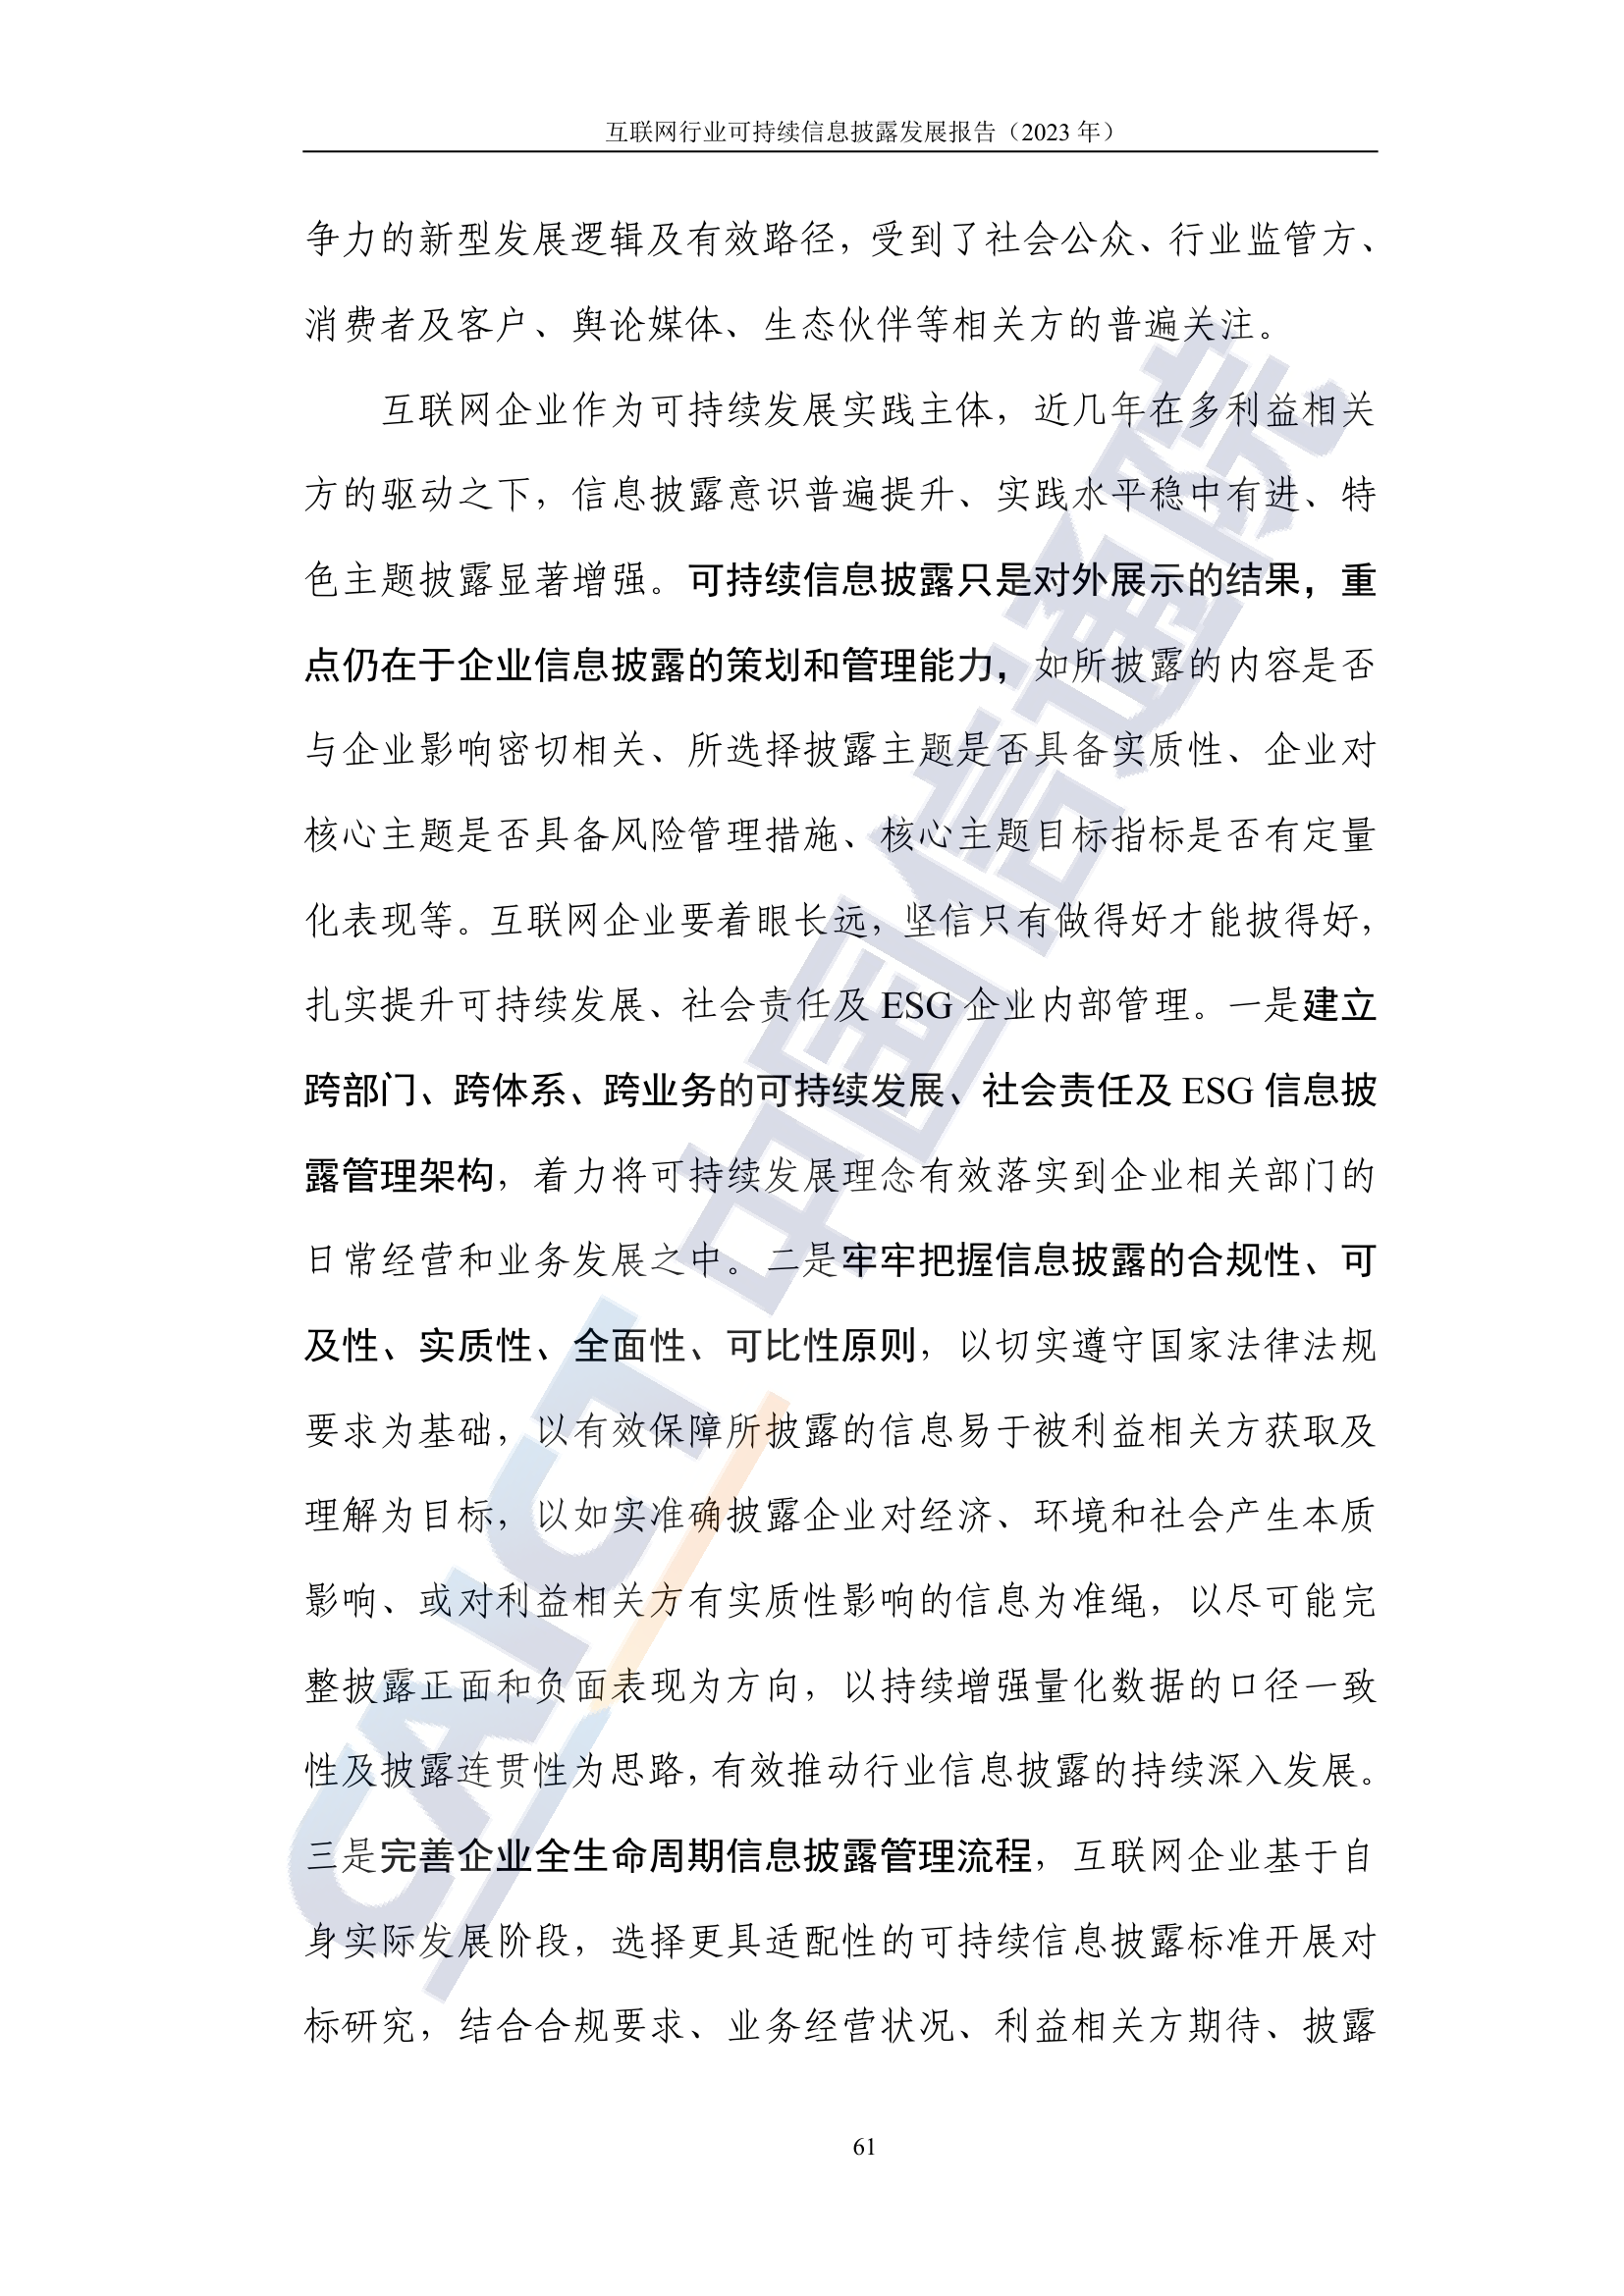 互联网行业可持续信息披露发展报告（2023 年）
争力的新型发展逻辑及有效路径，受到了社会公众、行业监管方、
消费者及客户、舆论媒体、生态伙伴等相关方的普遍关注。
互联网企业作为可持续发展实践主体，近几年在多利益相关
方的驱动之下，信息披露意识普遍提升、实践水平稳中有进、特
色主题披露显著增强。可持续信息披露只是对外展示的结果，重
点仍在于企业信息披露的策划和管理能力，如所披露的内容是否
与企业影响密切相关、所选择披露主题是否具备实质性、企业对
核心主题是否具备风险管理措施、核心主题目标指标是否有定量
化表现等。互联网企业要着眼长远，坚信只有做得好才能披得好，
扎实提升可持续发展、社会责任及 ESG 企业内部管理。一是建立
跨部门、跨体系、跨业务的可持续发展、社会责任及 ESG 信息披
露管理架构，着力将可持续发展理念有效落实到企业相关部门的
日常经营和业务发展之中。二是牢牢把握信息披露的合规性、可
及性、实质性、全面性、可比性原则，以切实遵守国家法律法规
要求为基础，以有效保障所披露的信息易于被利益相关方获取及
理解为目标，以如实准确披露企业对经济、环境和社会产生本质
影响、或对利益相关方有实质性影响的信息为准绳，以尽可能完
整披露正面和负面表现为方向，以持续增强量化数据的口径一致
性及披露连贯性为思路，有效推动行业信息披露的持续深入发展。
三是完善企业全生命周期信息披露管理流程，互联网企业基于自
身实际发展阶段，选择更具适配性的可持续信息披露标准开展对
标研究，结合合规要求、业务经营状况、利益相关方期待、披露
61
CAICT 中国信通院